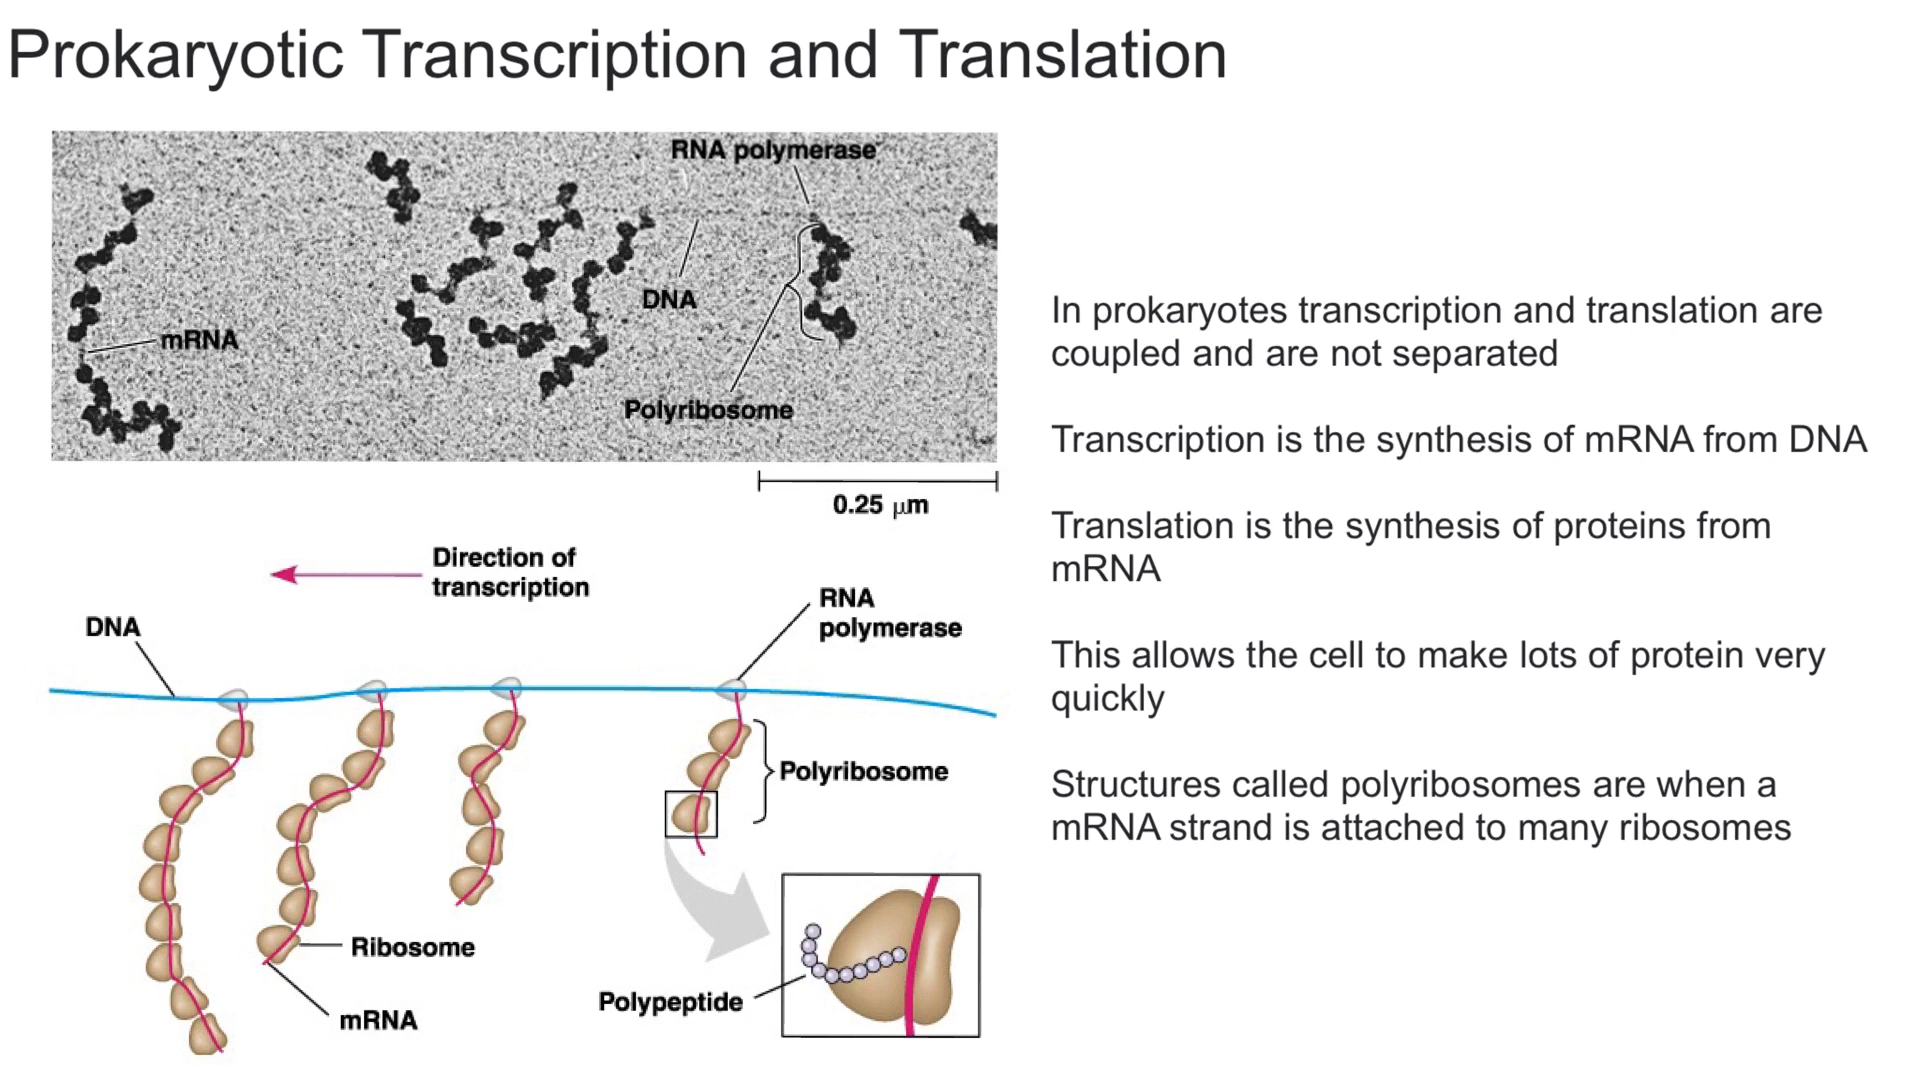 Prokaryotic Transcription and Translation
RNA polymerase
DNA
mRNA
Polyribosome
0.25 μm
Direction of
transcription
RNA
polymerase
DNA
Polyribosome
Ribosome
Polypeptide
mRNA
In prokaryotes transcription and translation are
coupled and are not separated
Transcription is the synthesis of mRNA from DNA
Translation is the synthesis of proteins from
mRNA
This allows the cell to make lots of protein very
quickly
Structures called polyribosomes are when a
mRNA strand is attached to many ribosomes